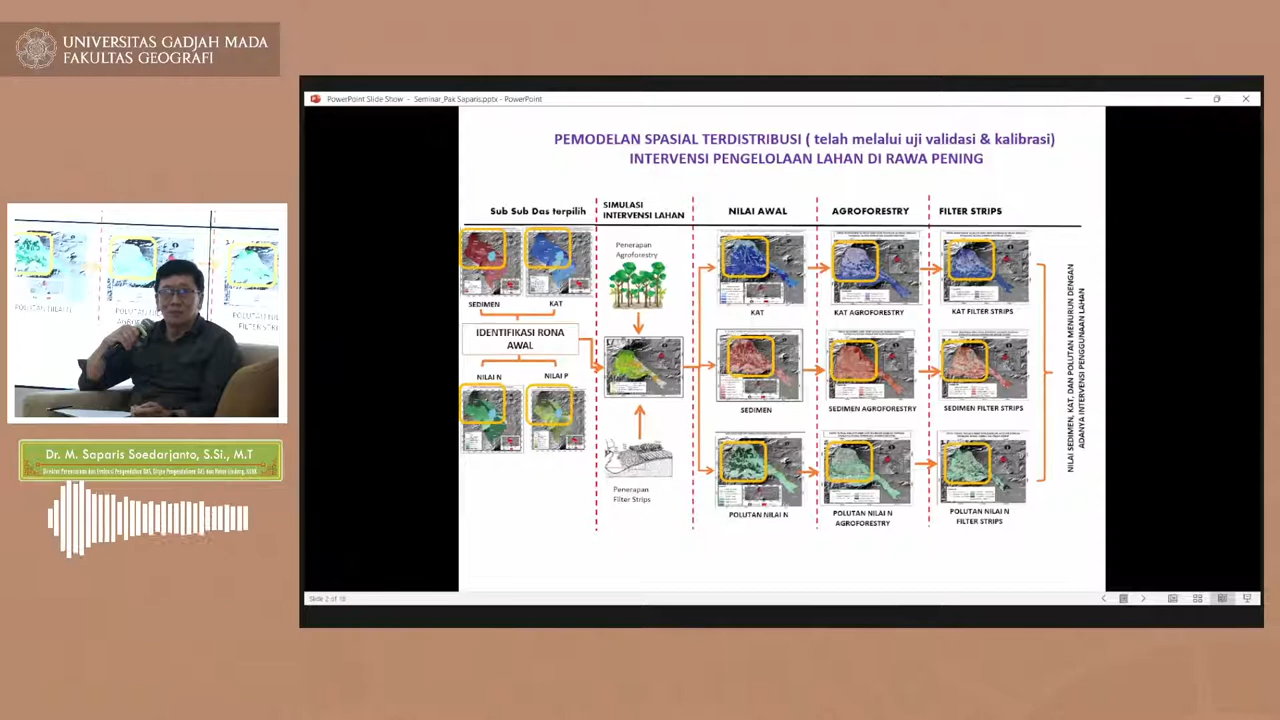 UNIVERSITAS GADJAH MADA
FAKULTAS GEOGRAFI
PowerPoint Slide Show - Seminar_Pak Saparis.pptx - PowerPoint
PEMODELAN SPASIAL TERDISTRIBUSI ( telah melalui uji validasi & kalibrasi)
INTERVENSI PENGELOLAAN LAHAN DI RAWA PENING
Sub Sub Das terpilih
SIMULASI
INTERVENSI LAHAN
NILAI AWAL
AGROFORESTRY
FILTER STRIPS
SEDIMEN
KAT
IDENTIFIKASI RONA
AWAL
NILAI N
NILAI P
Penerapan
Agroforestry
Penerapan
Filter Strips
KAT
KAT AGROFORESTRY
KAT FILTER STRIPS
SEDIMEN
SEDIMEN AGROFORESTRY
SEDIMEN FILTER STRIPS
POLUTAN NILAI N
POLUTAN NILAI N
AGROFORESTRY
POLUTAN NILAI N
FILTER STRIPS
NILAI SEDIMEN, KAT, DAN POLUTAN MENURUN DENGAN
ADANYA INTERVENSI PENGGUNAAN LAHAN
Slide 2 of 18
Dr. M. Saparis Soedarjanto, S.Si., M.T